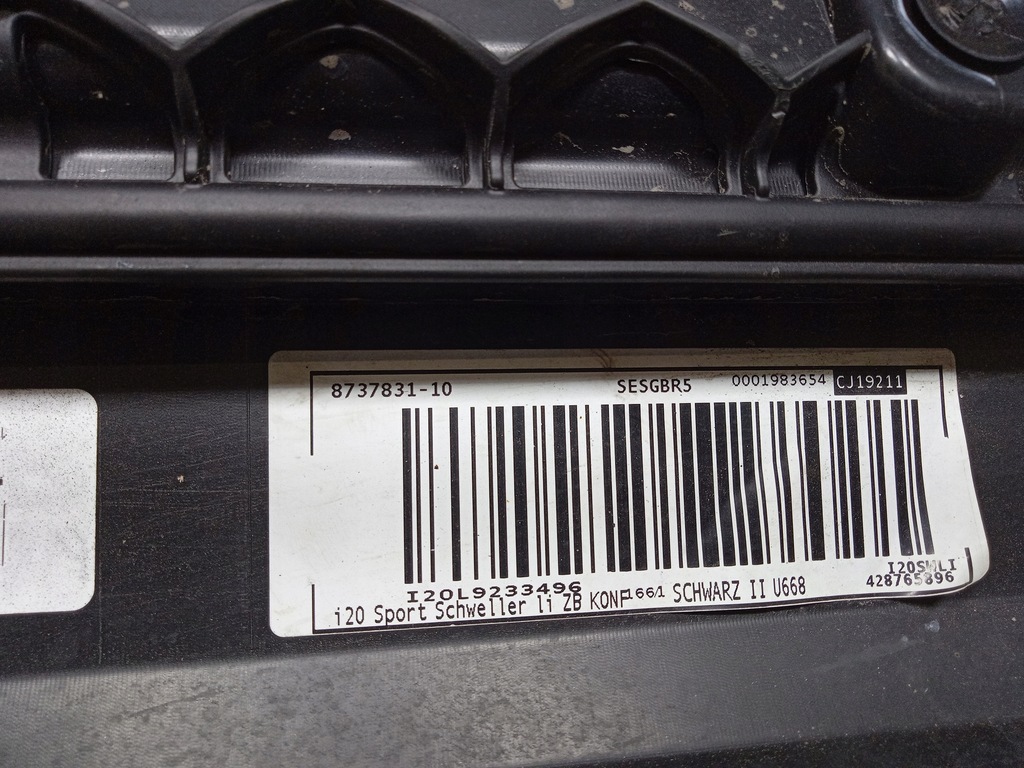 8737831-10 SESGBR5 0001983654 CJ19211
I20L9233496 I20SWLI
i20 Sport Schweller li ZB KONF 1661 SCHWARZ II U668 428765896